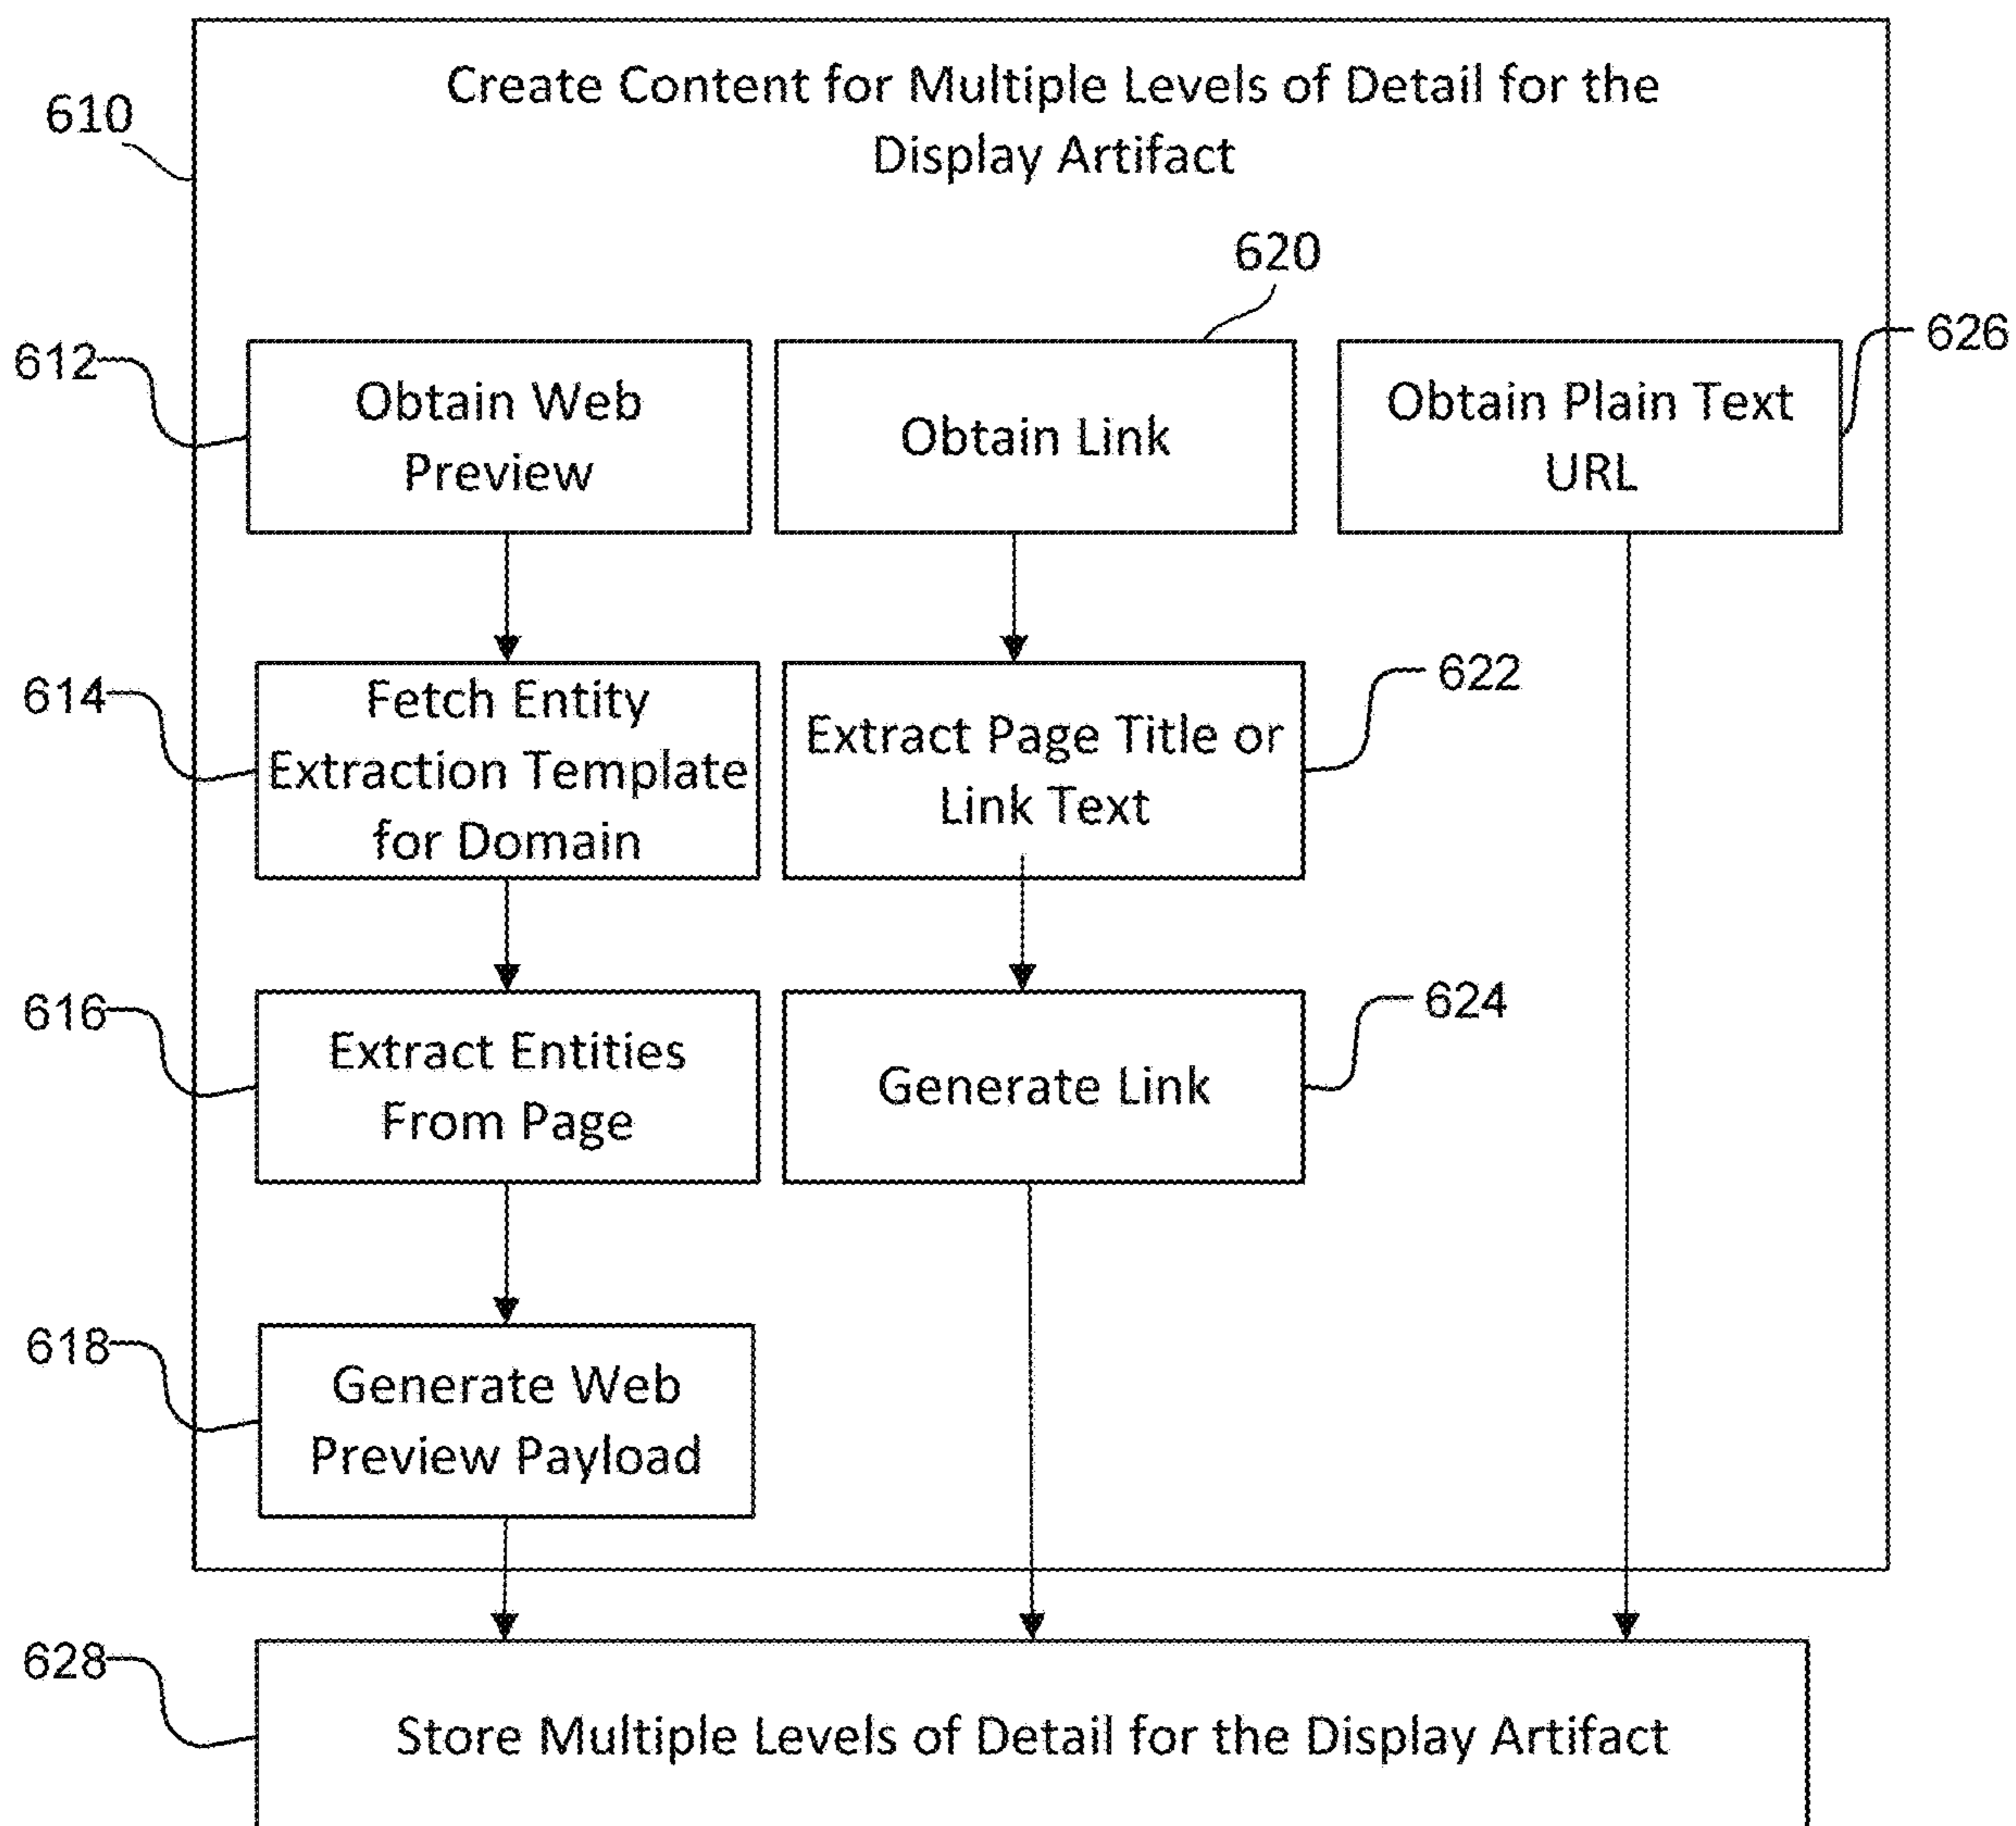 Create Content for Multiple Levels of Detail for the
Display Artifact
610
620
612
Obtain Web
Preview
Obtain Link
Obtain Plain Text
URL
626
614
Fetch Entity
Extraction Template
for Domain
Extract Page Title or
Link Text
622
616
Extract Entities
From Page
Generate Link
624
618
Generate Web
Preview Payload
628
Store Multiple Levels of Detail for the Display Artifact